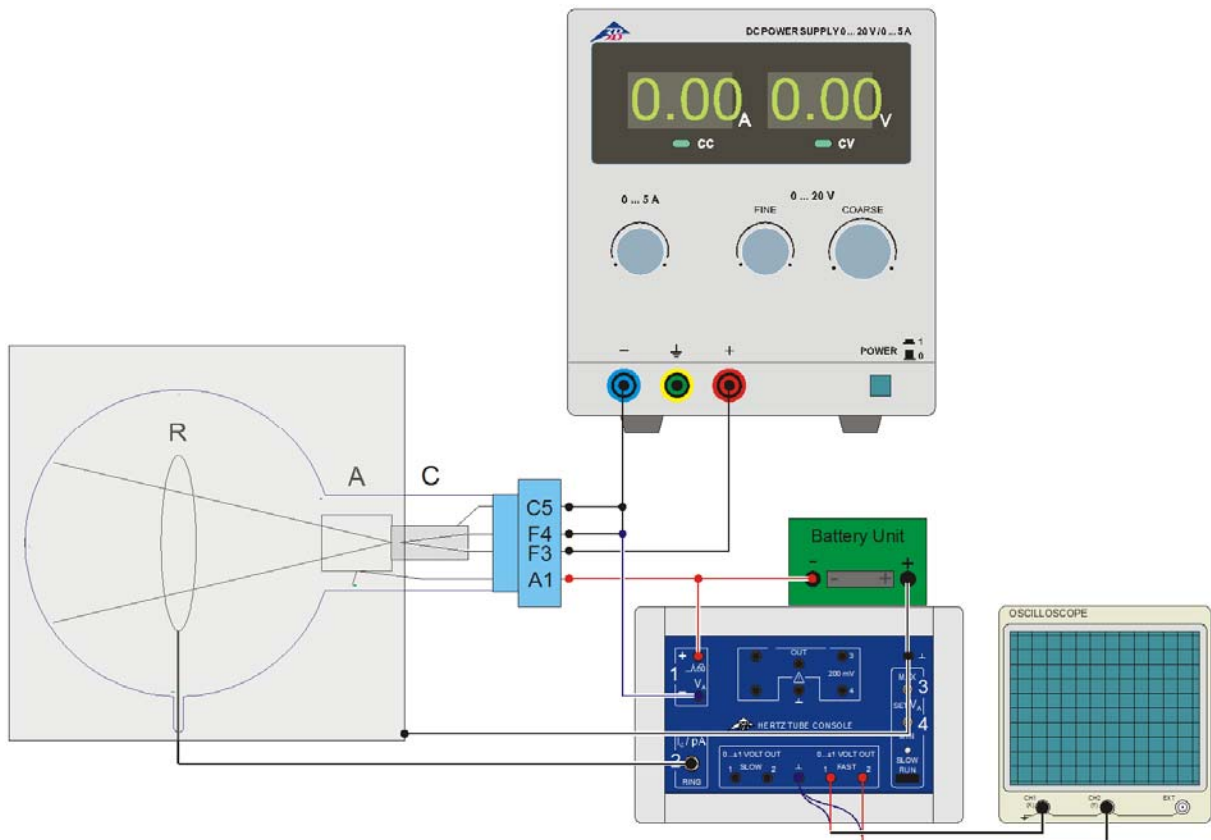 3B
DC POWER SUPPLY 0 ... 20 V / 0 ... 5 A
0.00 A
0.00 V
CC
CV
0 ... 5 A
0 ... 20 V
FINE
COARSE
-
+
POWER
1
0
R
A
C
C5
F4
F3
A1
Battery Unit
-
+
- +
+
1
V A
-
OUT
3
200 mV
4
MAX
3
SET V A
4
MIN
HERTZ TUBE CONSOLE
I C / pA
2
RING
0...±1 VOLT OUT
1 SLOW 2
0...±1 VOLT OUT
1 FAST 2
SLOW
RUN
OSCILLOSCOPE
CH1
CH2
EXT